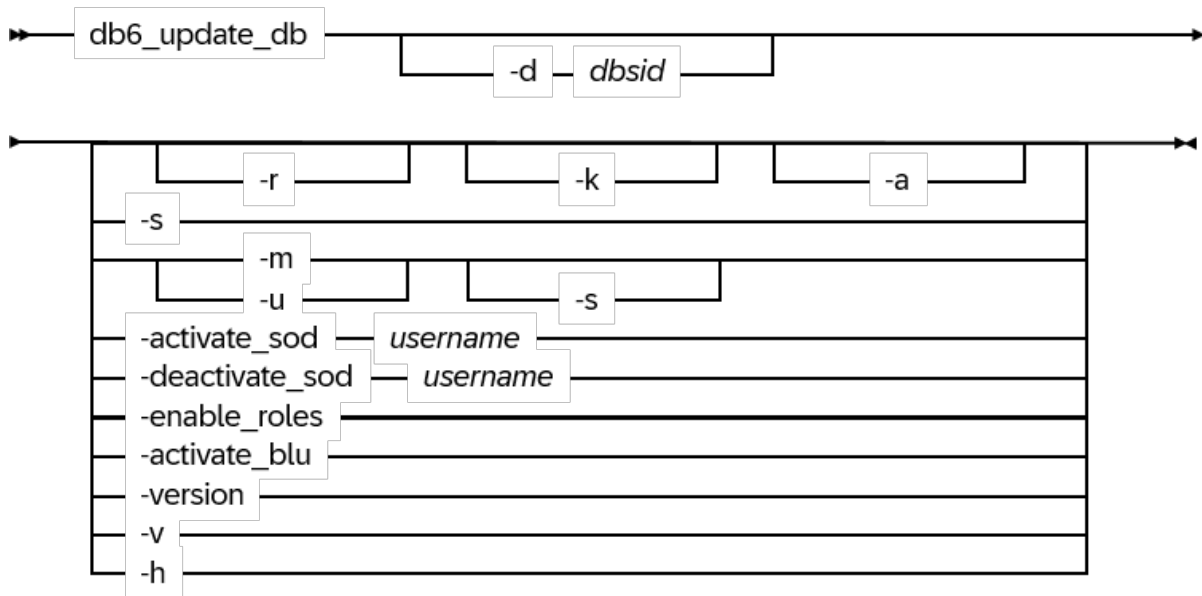 db6_update_db
-d dbsid
-r -k -a
-s
-m
-u -s
-activate_sod username
-deactivate_sod username
-enable_roles
-activate_blu
-version
-v
-h